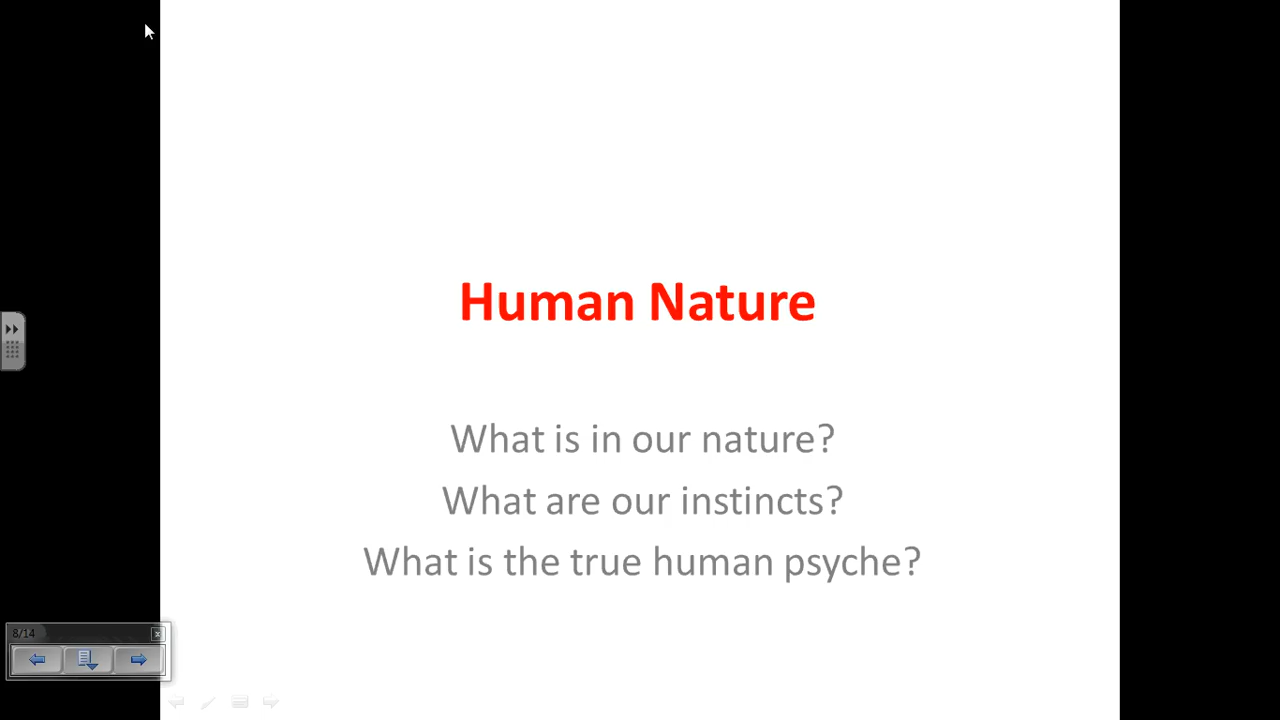 Human Nature
What is in our nature?
What are our instincts?
What is the true human psyche?
8/14
x